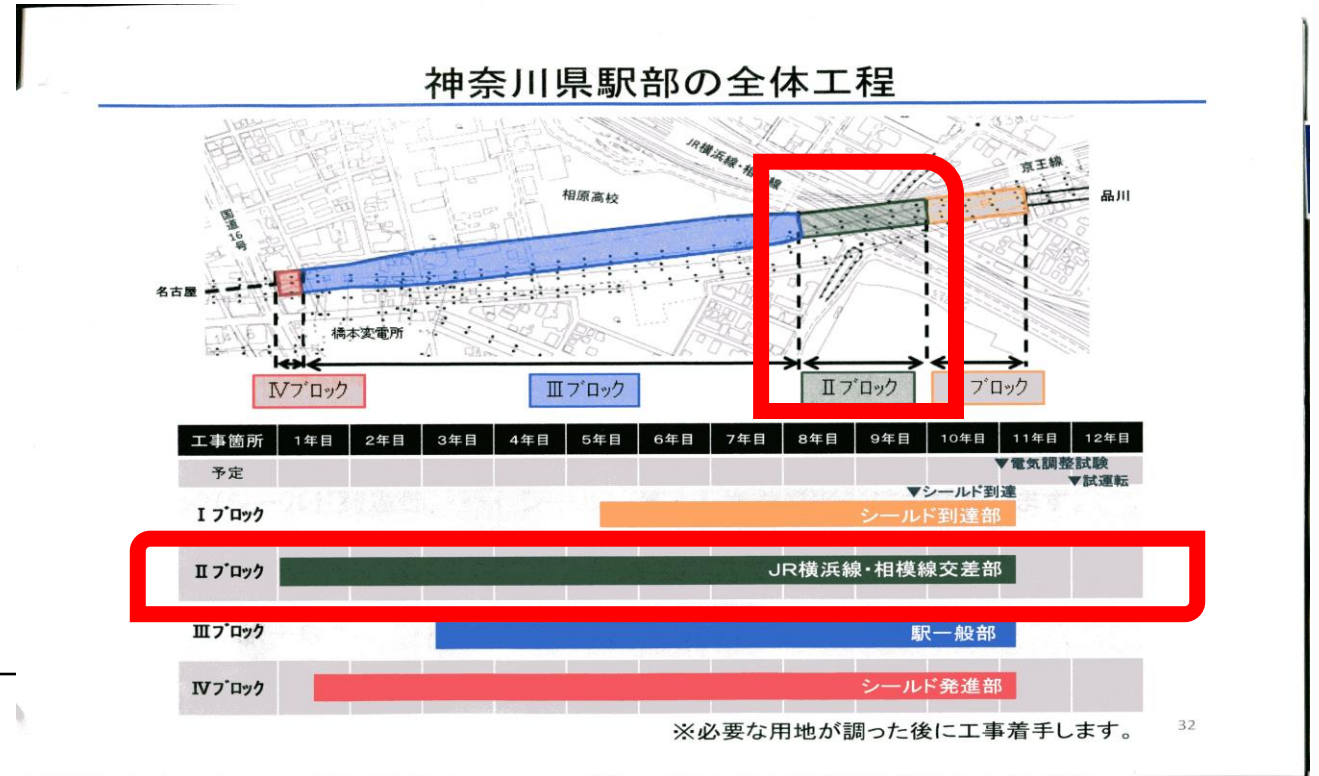 神奈川県駅部の全体工程
JR横浜線・相模線
京王線
品川
相原高校
国道16号
名古屋
橋本変電所
Ⅳブロック
Ⅲブロック
Ⅱブロック
ブロック
工事箇所 1年目 2年目 3年目 4年目 5年目 6年目 7年目 8年目 9年目 10年目 11年目 12年目
予定
▼電気調整試験
▼試運転
▼シールド到達
Ⅰブロック
シールド到達部
Ⅱブロック
JR横浜線・相模線交差部
Ⅲブロック
駅一般部
Ⅳブロック
シールド発進部
※必要な用地が調った後に工事着手します。
32